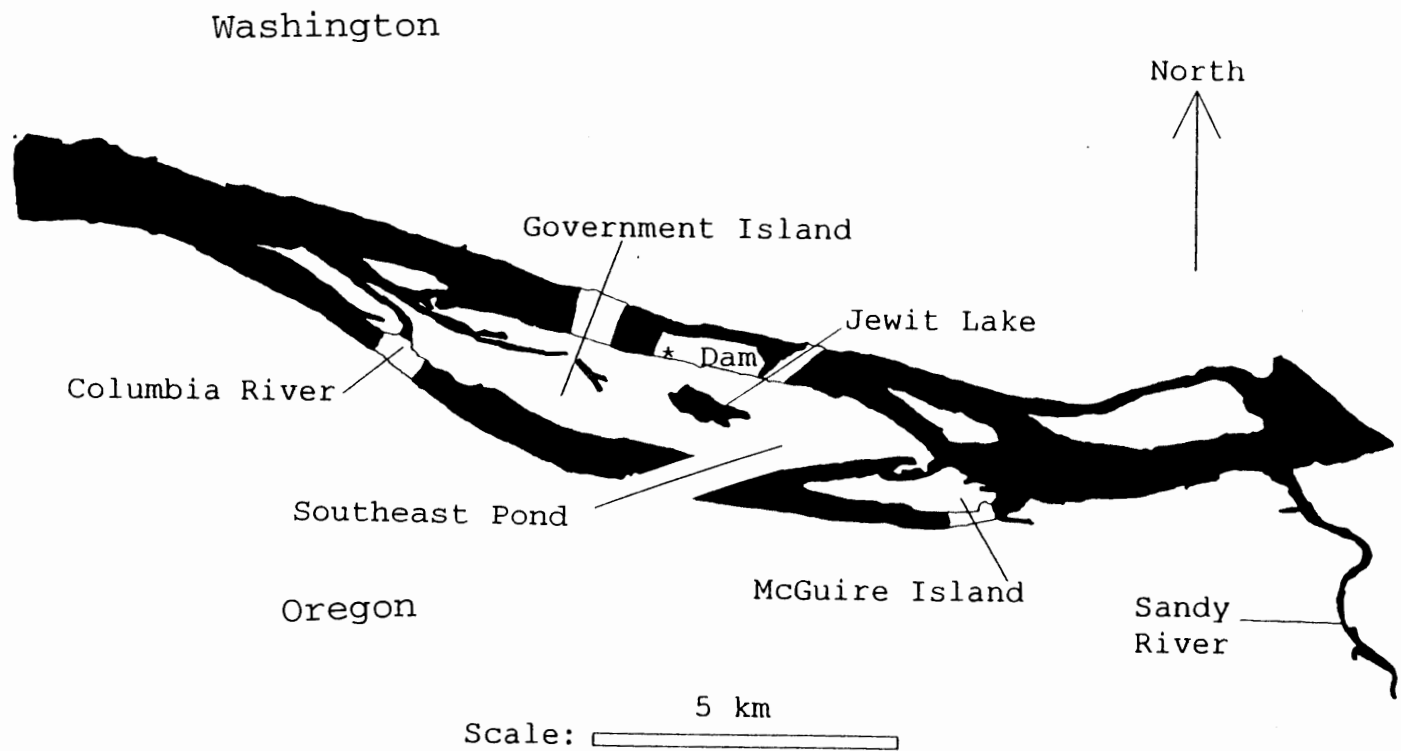 Washington
North
Government Island
Jewit Lake
* Dam
Columbia River
Southeast Pond
McGuire Island
Oregon
Sandy
River
5 km
Scale: